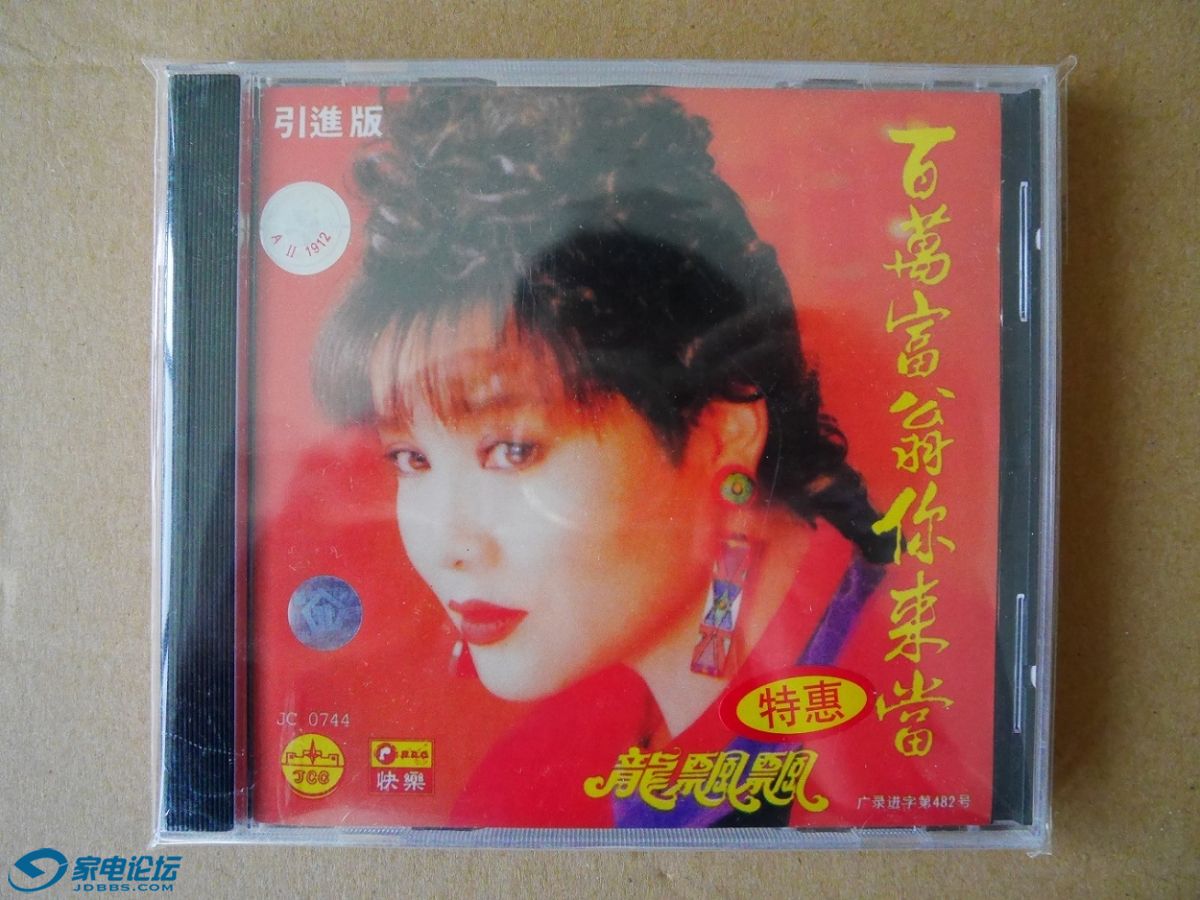 引進版
A II 1912
百萬富翁你来當
特惠
龍飄飄
JC 0744
JCC
快樂
广录进字第482号
家电论坛
JDBBS.COM